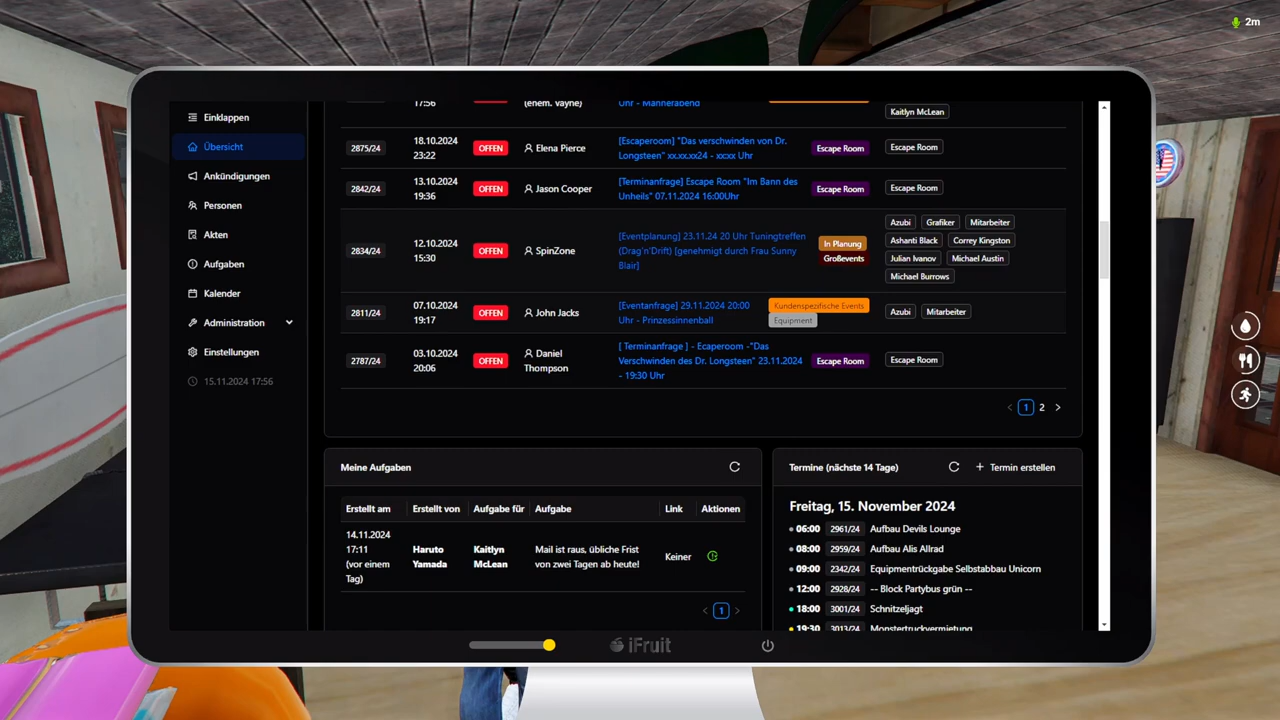 2m
Einklappen
Übersicht
Ankündigungen
Personen
Akten
Aufgaben
Kalender
Administration
Einstellungen
15.11.2024 17:56
17:56
(enem. Vayne)
Uhr - Männerabend
Kaitlyn McLean
2875/24
18.10.2024
23:22
OFFEN
Elena Pierce
[Escaperoom] "Das verschwinden von Dr.
Longsteen" xx.xx.xx24 - xx:xx Uhr
Escape Room
Escape Room
2842/24
13.10.2024
19:36
OFFEN
Jason Cooper
[Terminanfrage] Escape Room "Im Bann des
Unheils" 07.11.2024 16:00Uhr
Escape Room
Escape Room
2834/24
12.10.2024
15:30
OFFEN
SpinZone
[Eventplanung] 23.11.24 20 Uhr Tuningtreffen
(Drag'n'Drift) [genehmigt durch Frau Sunny
Blair]
In Planung
Großevents
Azubi Grafiker Mitarbeiter
Ashanti Black Correy Kingston
Julian Ivanov Michael Austin
Michael Burrows
2811/24
07.10.2024
19:17
OFFEN
John Jacks
[Eventanfrage] 29.11.2024 20:00
Uhr - Prinzessinnenball
Kundenspezifische Events
Equipment
Azubi Mitarbeiter
2787/24
03.10.2024
20:06
OFFEN
Daniel
Thompson
[ Terminanfrage ] - Ecaperoom -"Das
Verschwinden des Dr. Longsteen" 23.11.2024
- 19:30 Uhr
Escape Room
Escape Room
1 2
Meine Aufgaben
Erstellt am Erstellt von Aufgabe für Aufgabe Link Aktionen
14.11.2024
17:11
(vor einem
Tag)
Haruto
Yamada
Kaitlyn
McLean
Mail ist raus, übliche Frist
von zwei Tagen ab heute!
Keiner
1
Termine (nächste 14 Tage)
Termin erstellen
Freitag, 15. November 2024
06:00 2961/24 Aufbau Devils Lounge
08:00 2959/24 Aufbau Alis Allrad
09:00 2342/24 Equipmentrückgabe Selbstabbau Unicorn
12:00 2928/24 -- Block Partybus grün --
18:00 3001/24 Schnitzeljagt
19:30 3013/24 Monstertruckvermietung
iFruit